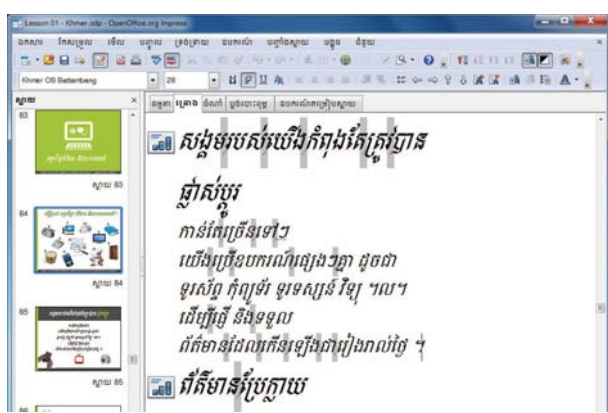 Lesson 01 - Khmer.odp - OpenOffice.org Impress
ឯកសារ កែសម្រួល មើល បញ្ចូល ទ្រង់ទ្រាយ ឧបករណ៍ បញ្ចាំងស្លាយ បង្អួច ជំនួយ
Khmer OS Battambang 28
ស្លាយ
ធម្មតា គ្រោង ចំណាំ ប្លង់បោះពុម្ព ឧបករណ៍តម្រៀបស្លាយ
83
ស្លាយ 83
84
ស្លាយ 84
85
ស្លាយ 85
86
សង្គមរបស់យើងកំពុងតែត្រូវបាន
ផ្លាស់ប្ដូរ
កាន់តែច្រើនទៅៗ
យើងប្រើឧបករណ៍ផ្សេងៗគ្នា ដូចជា
ទូរស័ព្ទ កុំព្យូទ័រ ទូរទស្សន៍ វិទ្យុ ។ល។
ដើម្បីផ្ញើ និងទទួល
ព័ត៌មានដែលកើនឡើងជារៀងរាល់ថ្ងៃ ។
ព័ត៌មានប្រែក្លាយ